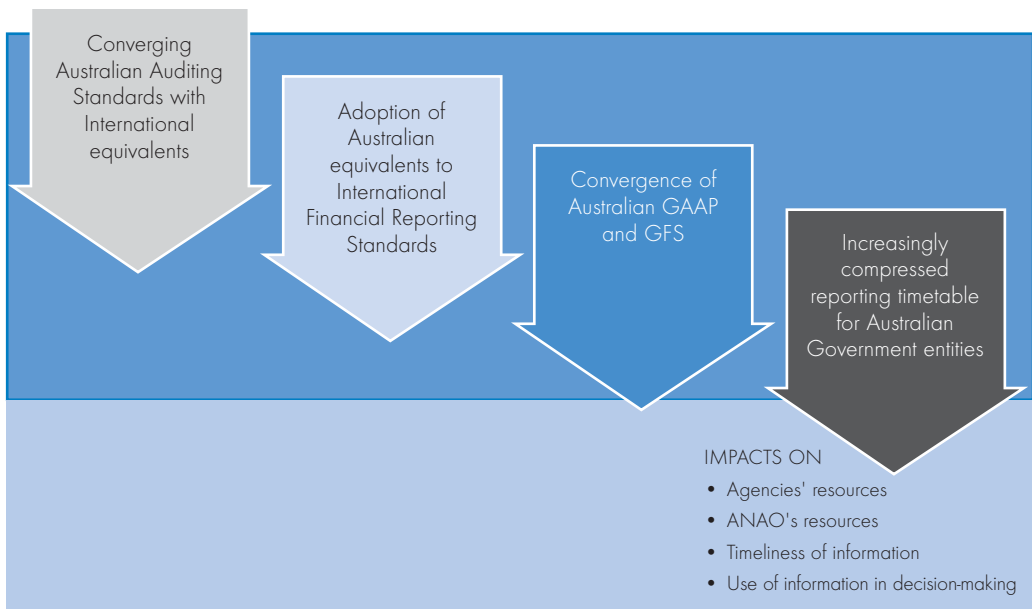 Converging
Australian Auditing
Standards with
International
equivalents
Adoption of
Australian
equivalents to
International
Financial Reporting
Standards
Convergence of
Australian GAAP
and GFS
Increasingly
compressed
reporting timetable
for Australian
Government entities
IMPACTS ON
• Agencies' resources
• ANAO's resources
• Timeliness of information
• Use of information in decision-making